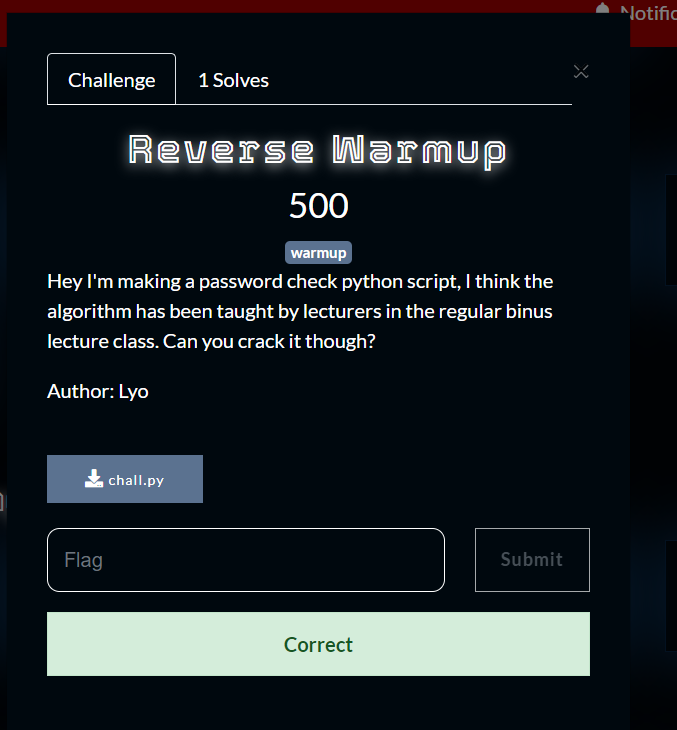 Notific
Challenge
1 Solves
Reverse Warmup
500
warmup
Hey I'm making a password check python script, I think the
algorithm has been taught by lecturers in the regular binus
lecture class. Can you crack it though?
Author: Lyo
chall.py
Flag
Submit
Correct